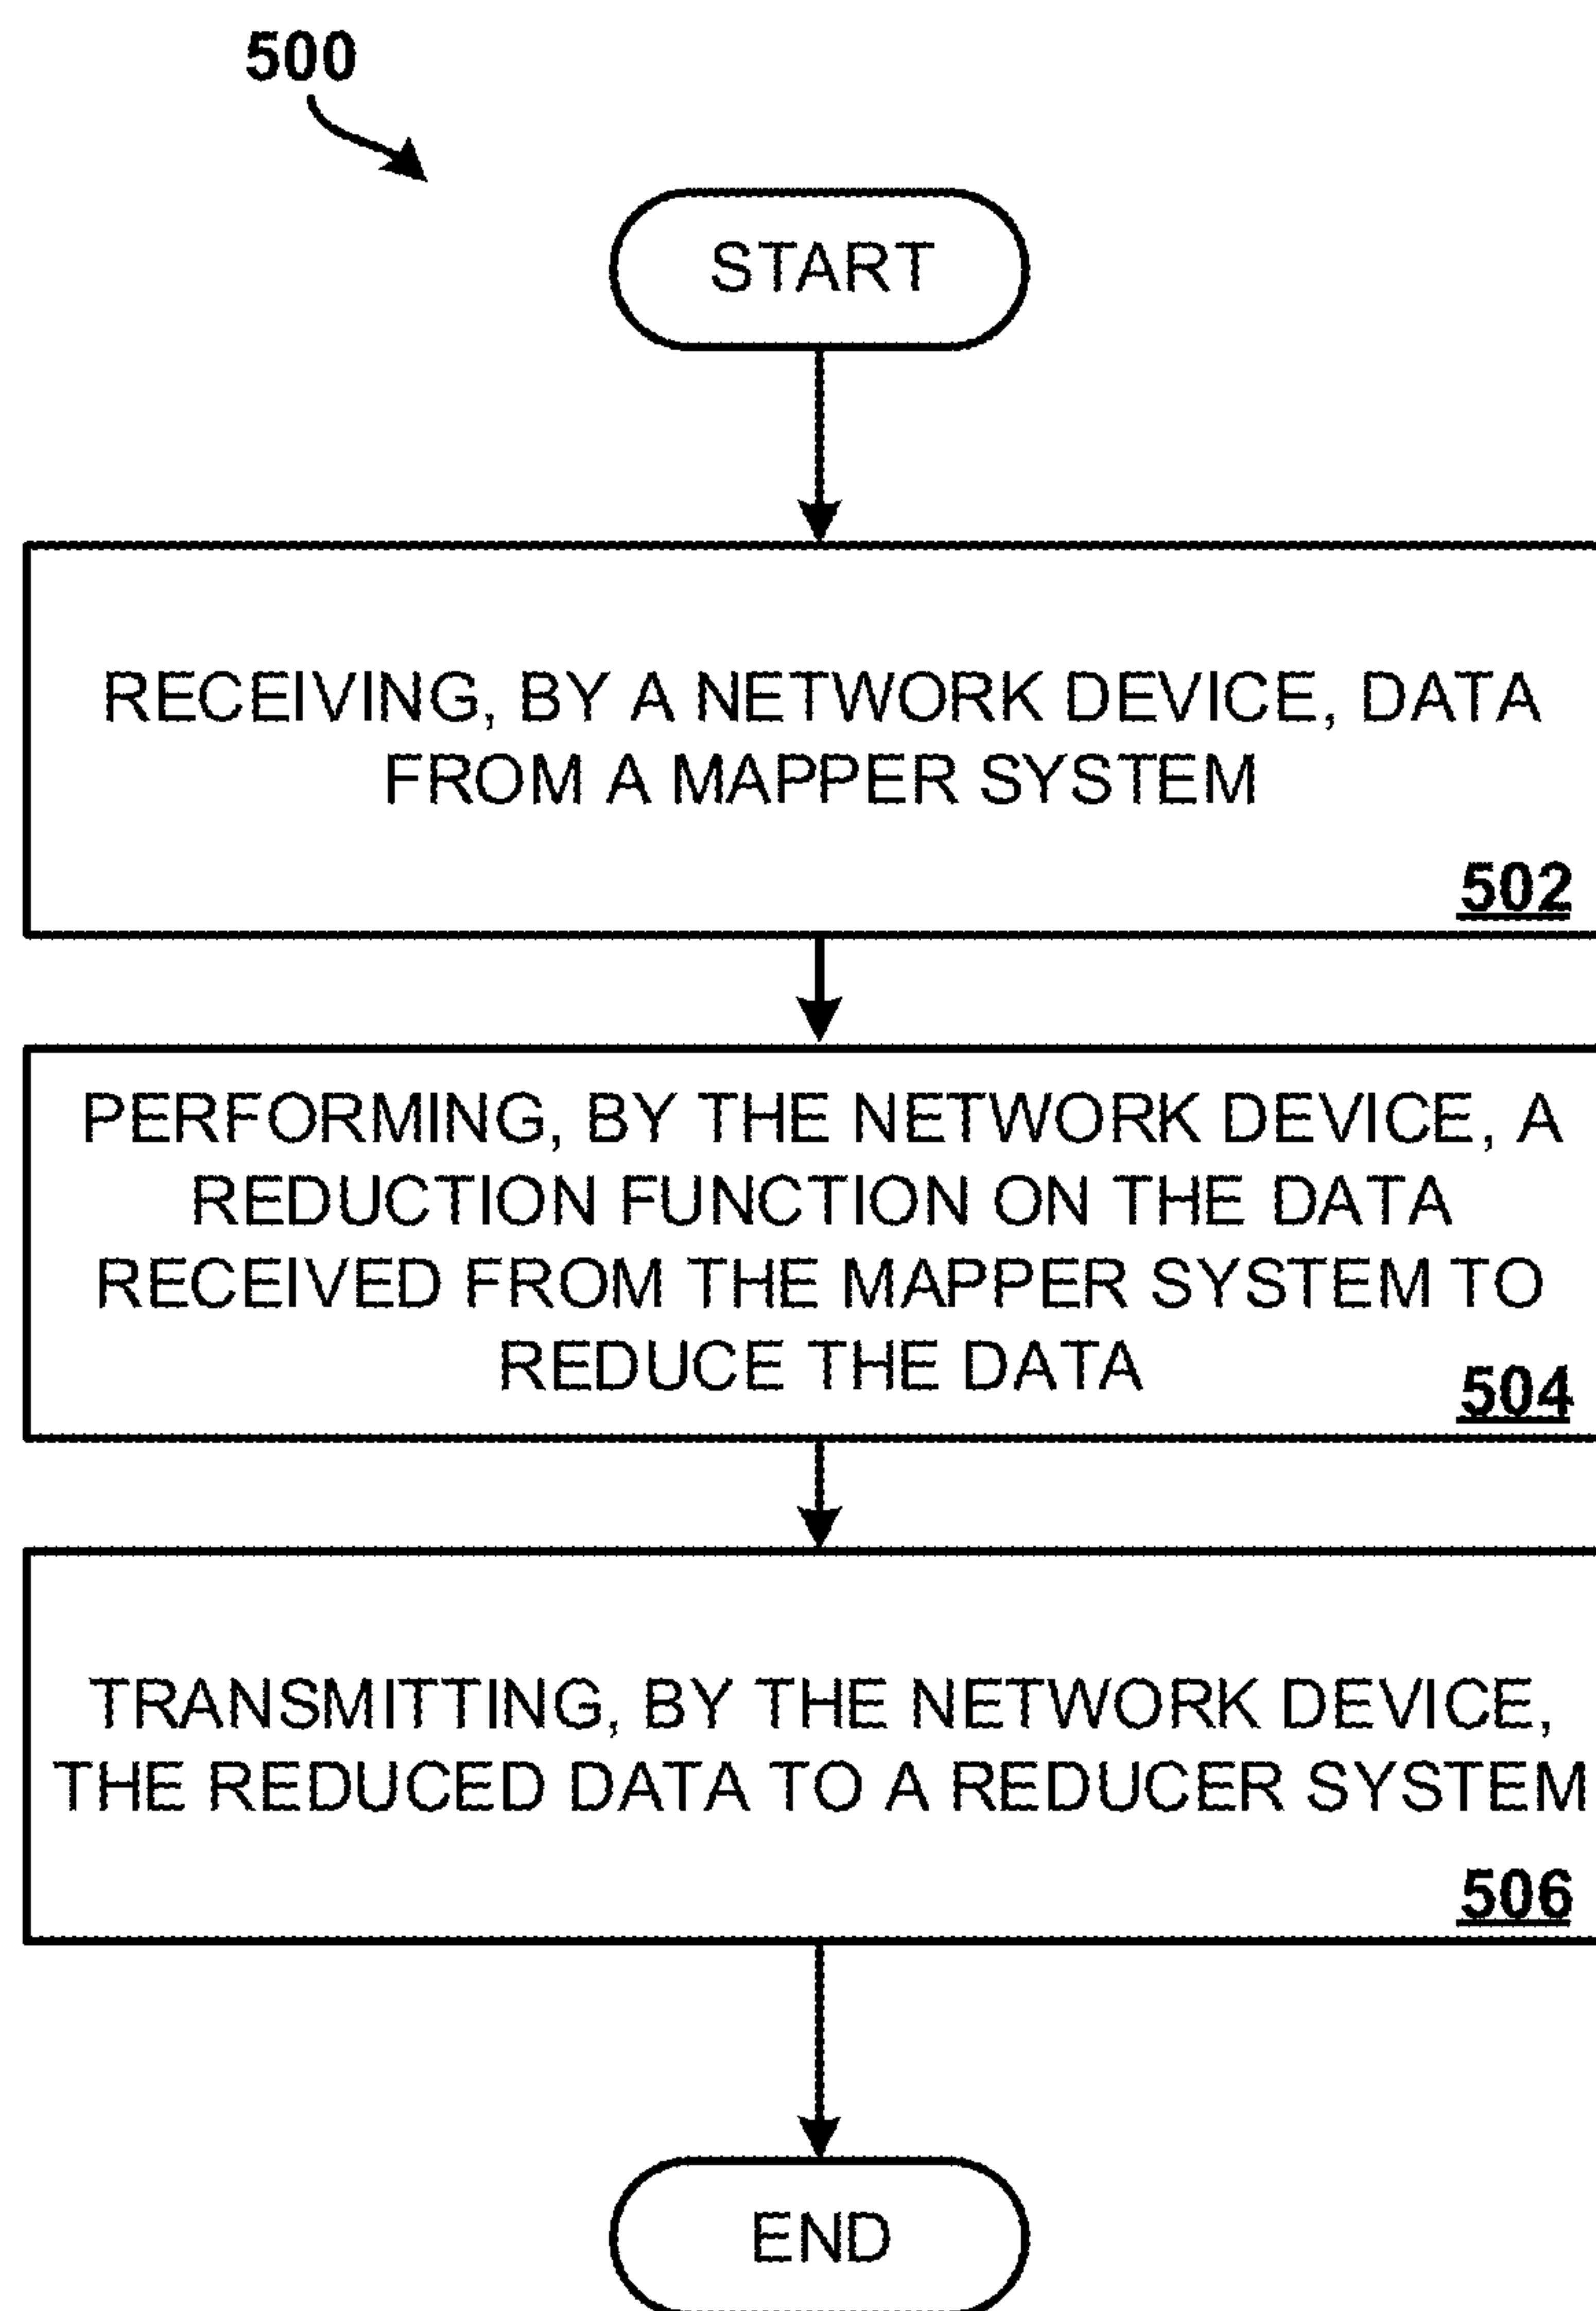 500
START
RECEIVING, BY A NETWORK DEVICE, DATA
FROM A MAPPER SYSTEM
502
PERFORMING, BY THE NETWORK DEVICE, A
REDUCTION FUNCTION ON THE DATA
RECEIVED FROM THE MAPPER SYSTEM TO
REDUCE THE DATA
504
TRANSMITTING, BY THE NETWORK DEVICE,
THE REDUCED DATA TO A REDUCER SYSTEM
506
END